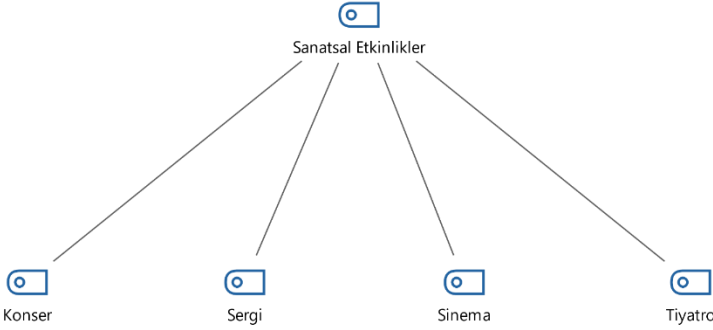 Sanatsal Etkinlikler
Konser
Sergi
Sinema
Tiyatro